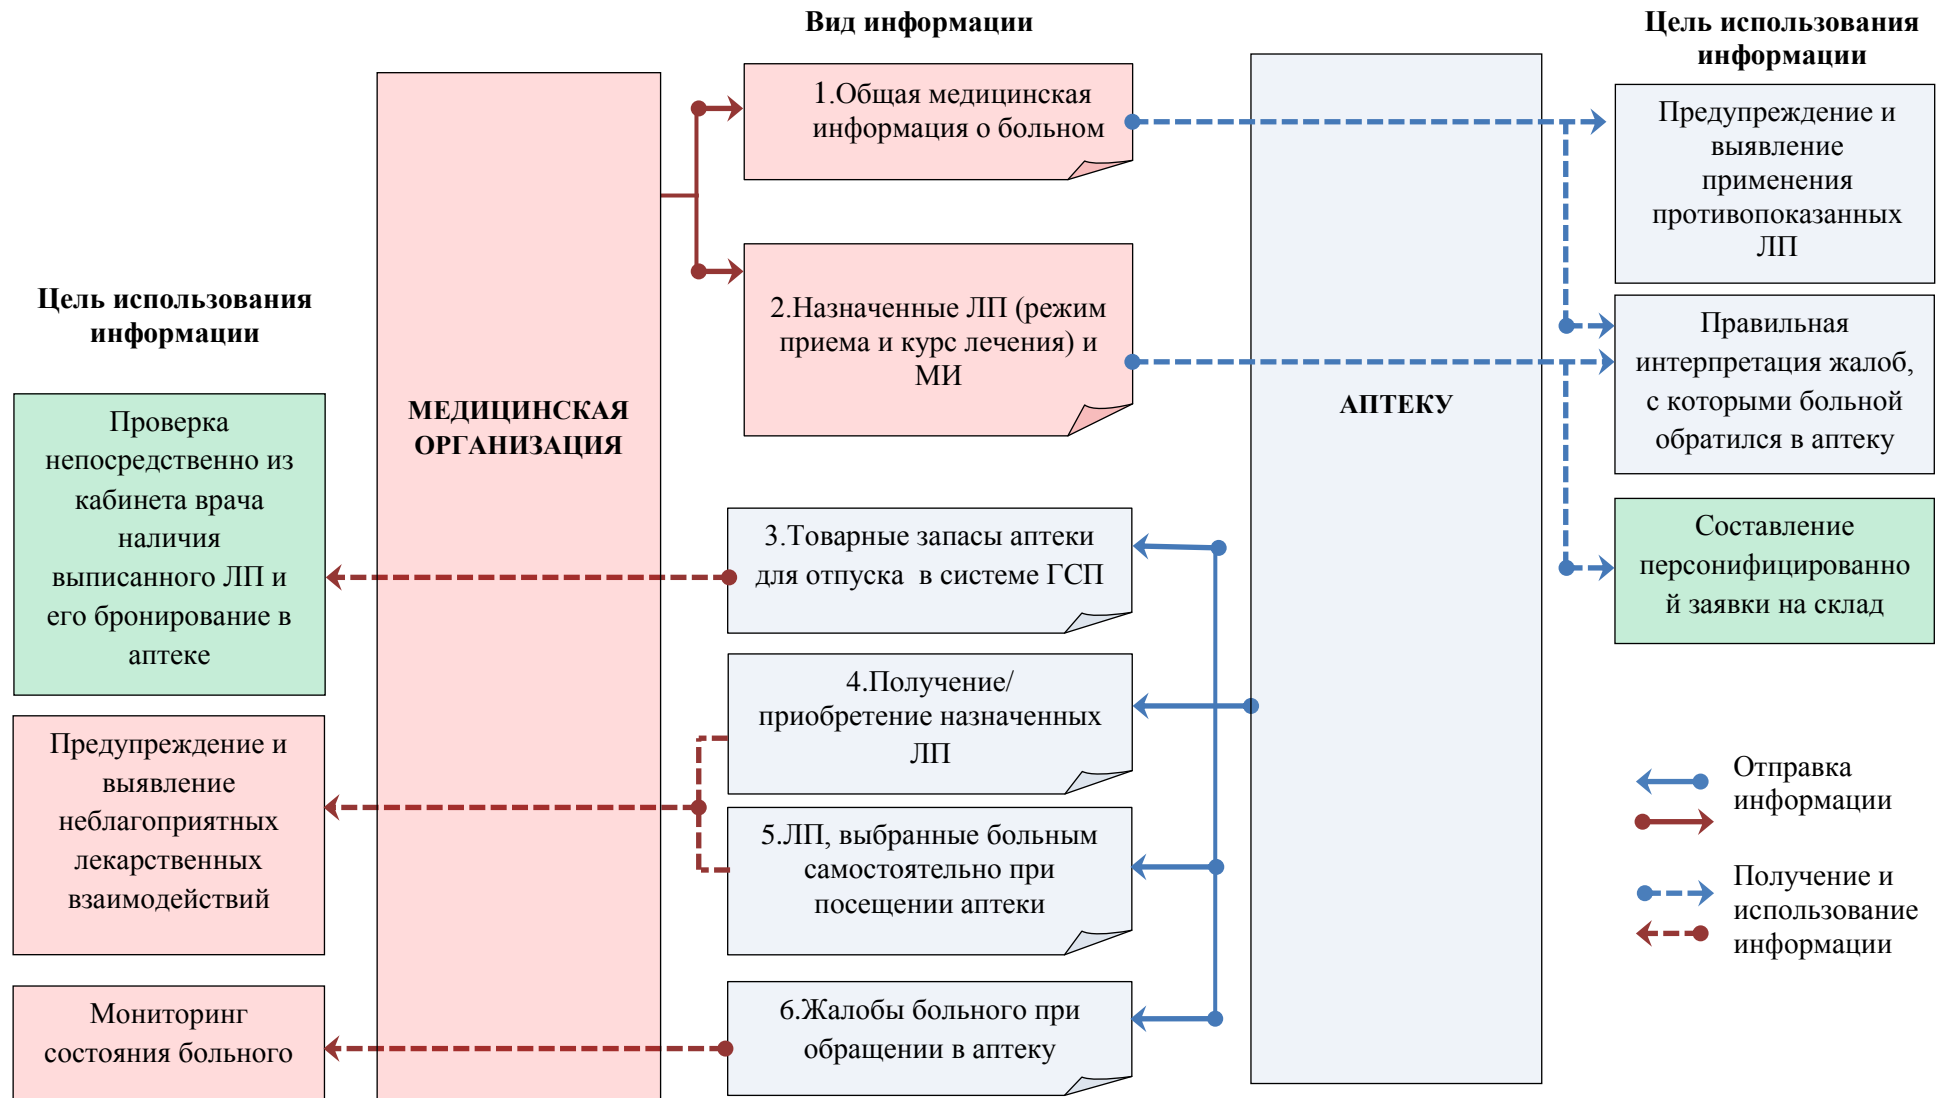 Вид информации
Цель использования
информации
1.Общая медицинская
информация о больном
Предупреждение и
выявление
применения
противопоказанных
ЛП
2.Назначенные ЛП (режим
приема и курс лечения) и
МИ
Правильная
интерпретация жалоб,
с которыми больной
обратился в аптеку
Цель использования
информации
МЕДИЦИНСКАЯ
ОРГАНИЗАЦИЯ
АПТЕКУ
Проверка
непосредственно из
кабинета врача
наличия
выписанного ЛП и
его бронирование в
аптеке
3.Товарные запасы аптеки
для отпуска в системе ГСП
Составление
персонифицированно
й заявки на склад
4.Получение/
приобретение назначенных
ЛП
Предупреждение и
выявление
неблагоприятных
лекарственных
взаимодействий
5.ЛП, выбранные больным
самостоятельно при
посещении аптеки
Отправка
информации
Получение и
использование
информации
Мониторинг
состояния больного
6.Жалобы больного при
обращении в аптеку